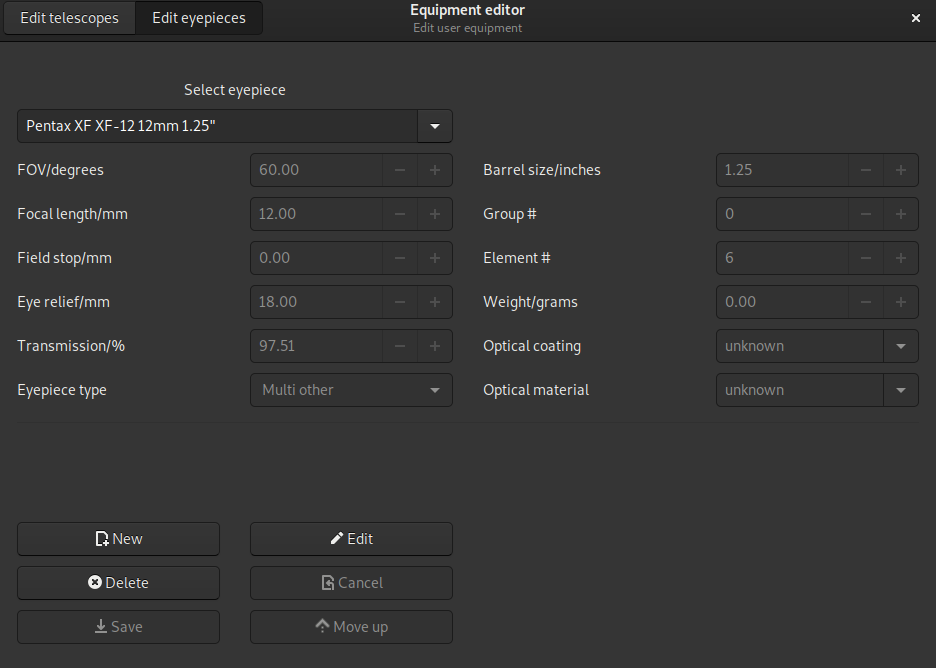 Edit telescopes Edit eyepieces Equipment editor
Edit user equipment
Select eyepiece
Pentax XF XF-12 12mm 1.25"
FOV/degrees 60.00 Barrel size/inches 1.25
Focal length/mm 12.00 Group # 0
Field stop/mm 0.00 Element # 6
Eye relief/mm 18.00 Weight/grams 0.00
Transmission/% 97.51 Optical coating unknown
Eyepiece type Multi other Optical material unknown
New Edit
Delete Cancel
Save Move up